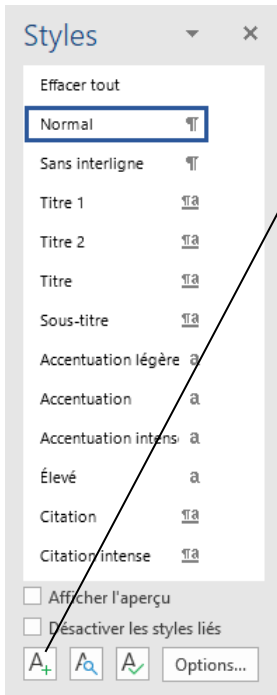 Styles
Effacer tout
Normal ¶
Sans interligne ¶
Titre 1 ¶a
Titre 2 ¶a
Titre ¶a
Sous-titre ¶a
Accentuation légère a
Accentuation a
Accentuation intens a
Élevé a
Citation ¶a
Citation intense ¶a
Afficher l'aperçu
Désactiver les styles liés
Options...